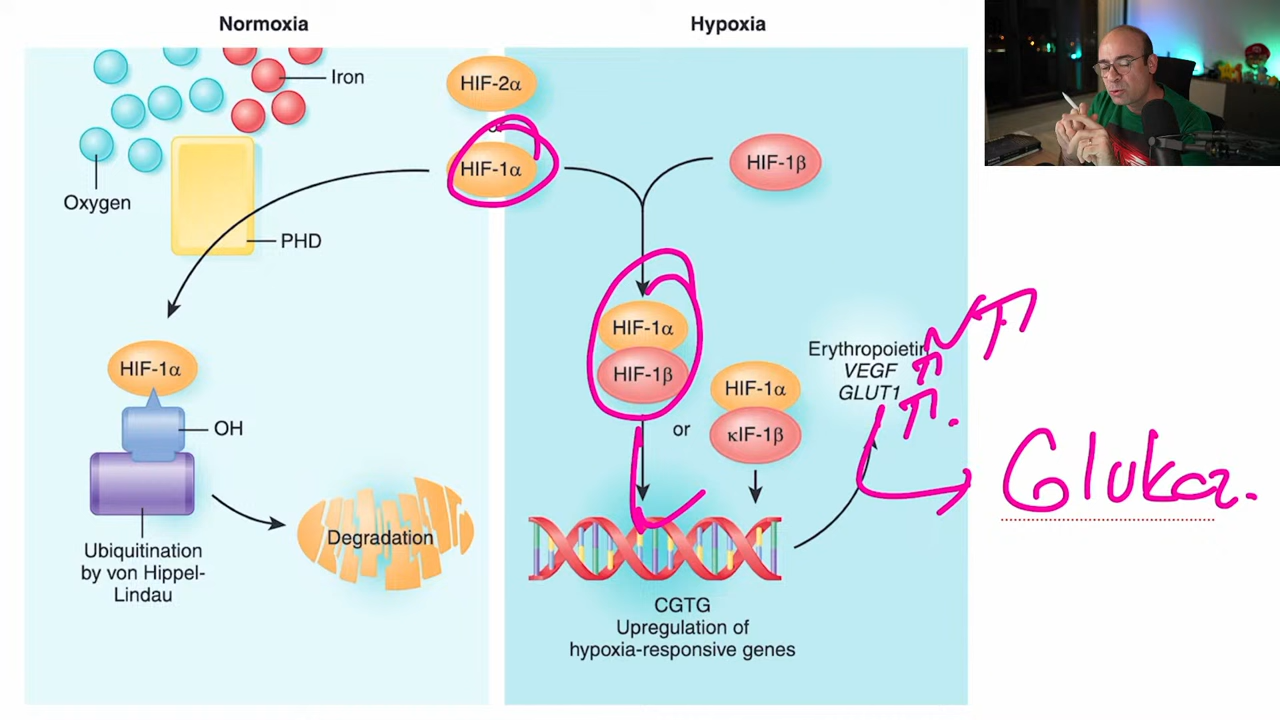 Normoxia
Hypoxia
Iron
Oxygen
PHD
HIF-2α
or
HIF-1α
HIF-1β
HIF-1α
OH
Ubiquitination
by von Hippel-
Lindau
Degradation
HIF-1α
HIF-1β
or
HIF-1α
κIF-1β
Erythropoietin
VEGF
GLUT1
CGTG
Upregulation of
hypoxia-responsive genes
Glukoz.